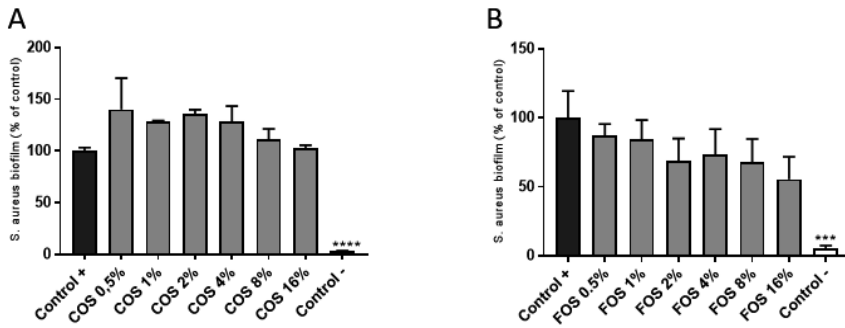 A
S. aureus biofilm (% of control)
200
150
100
50
0
****
Control +
COS 0,5%
COS 1%
COS 2%
COS 4%
COS 8%
COS 16%
Control -
B
S. aureus biofilm (% of control)
150
100
50
0
***
Control +
FOS 0.5%
FOS 1%
FOS 2%
FOS 4%
FOS 8%
FOS 16%
Control -